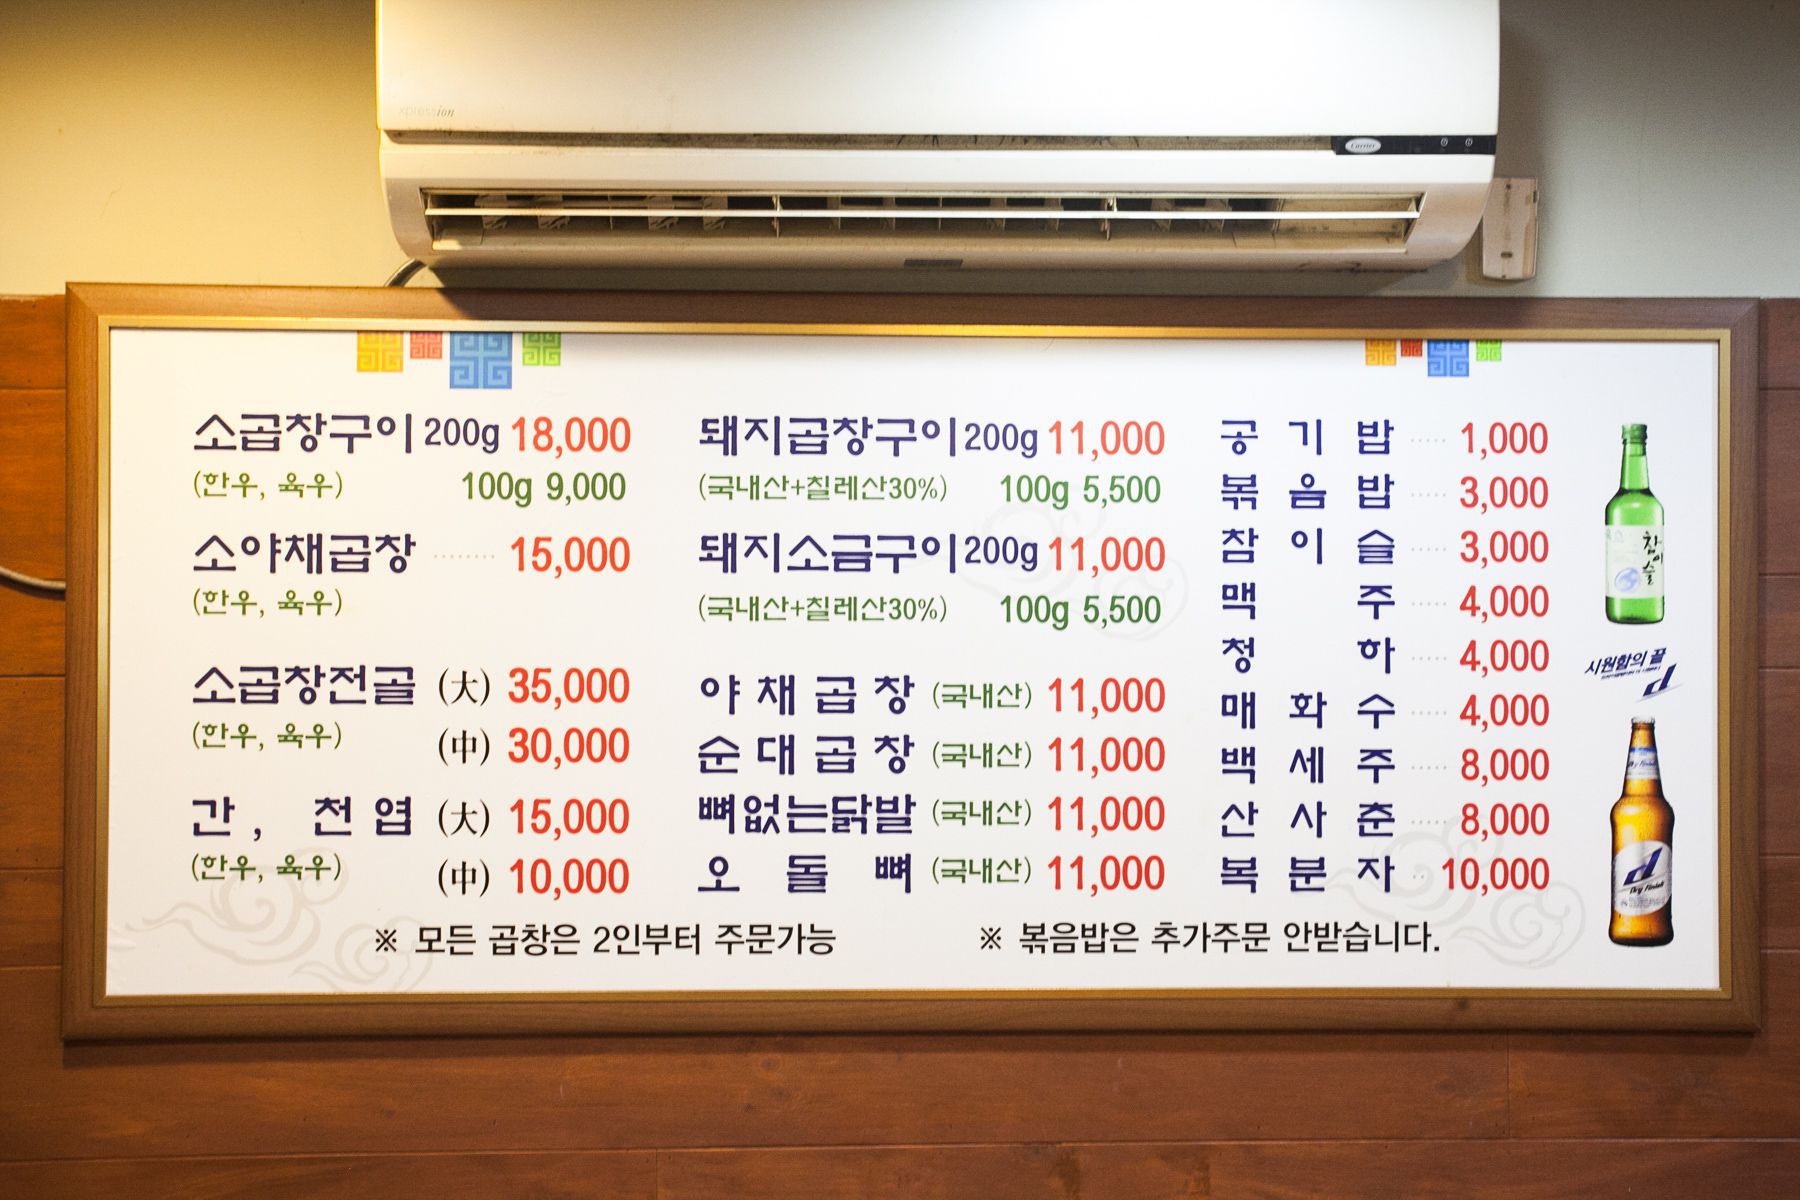 xpression
Carrier
소곱창구이 200g 18,000
(한우, 육우) 100g 9,000
소야채곱창 ········ 15,000
(한우, 육우)
소곱창전골 (大) 35,000
(한우, 육우) (中) 30,000
간, 천엽 (大) 15,000
(한우, 육우) (中) 10,000
돼지곱창구이 200g 11,000
(국내산+칠레산30%) 100g 5,500
돼지소금구이 200g 11,000
(국내산+칠레산30%) 100g 5,500
야채곱창 (국내산) 11,000
순대곱창 (국내산) 11,000
뼈없는닭발 (국내산) 11,000
오돌뼈 (국내산) 11,000
공기밥 ····· 1,000
볶음밥 ····· 3,000
참이슬 ····· 3,000
맥주 ····· 4,000
청하 ····· 4,000
매화수 ····· 4,000
백세주 ····· 8,000
산사춘 ····· 8,000
복분자 ·· 10,000
※ 모든 곱창은 2인부터 주문가능
※ 볶음밥은 추가주문 안받습니다.
참이슬
시원함의 끝
d
d
Dry Finish